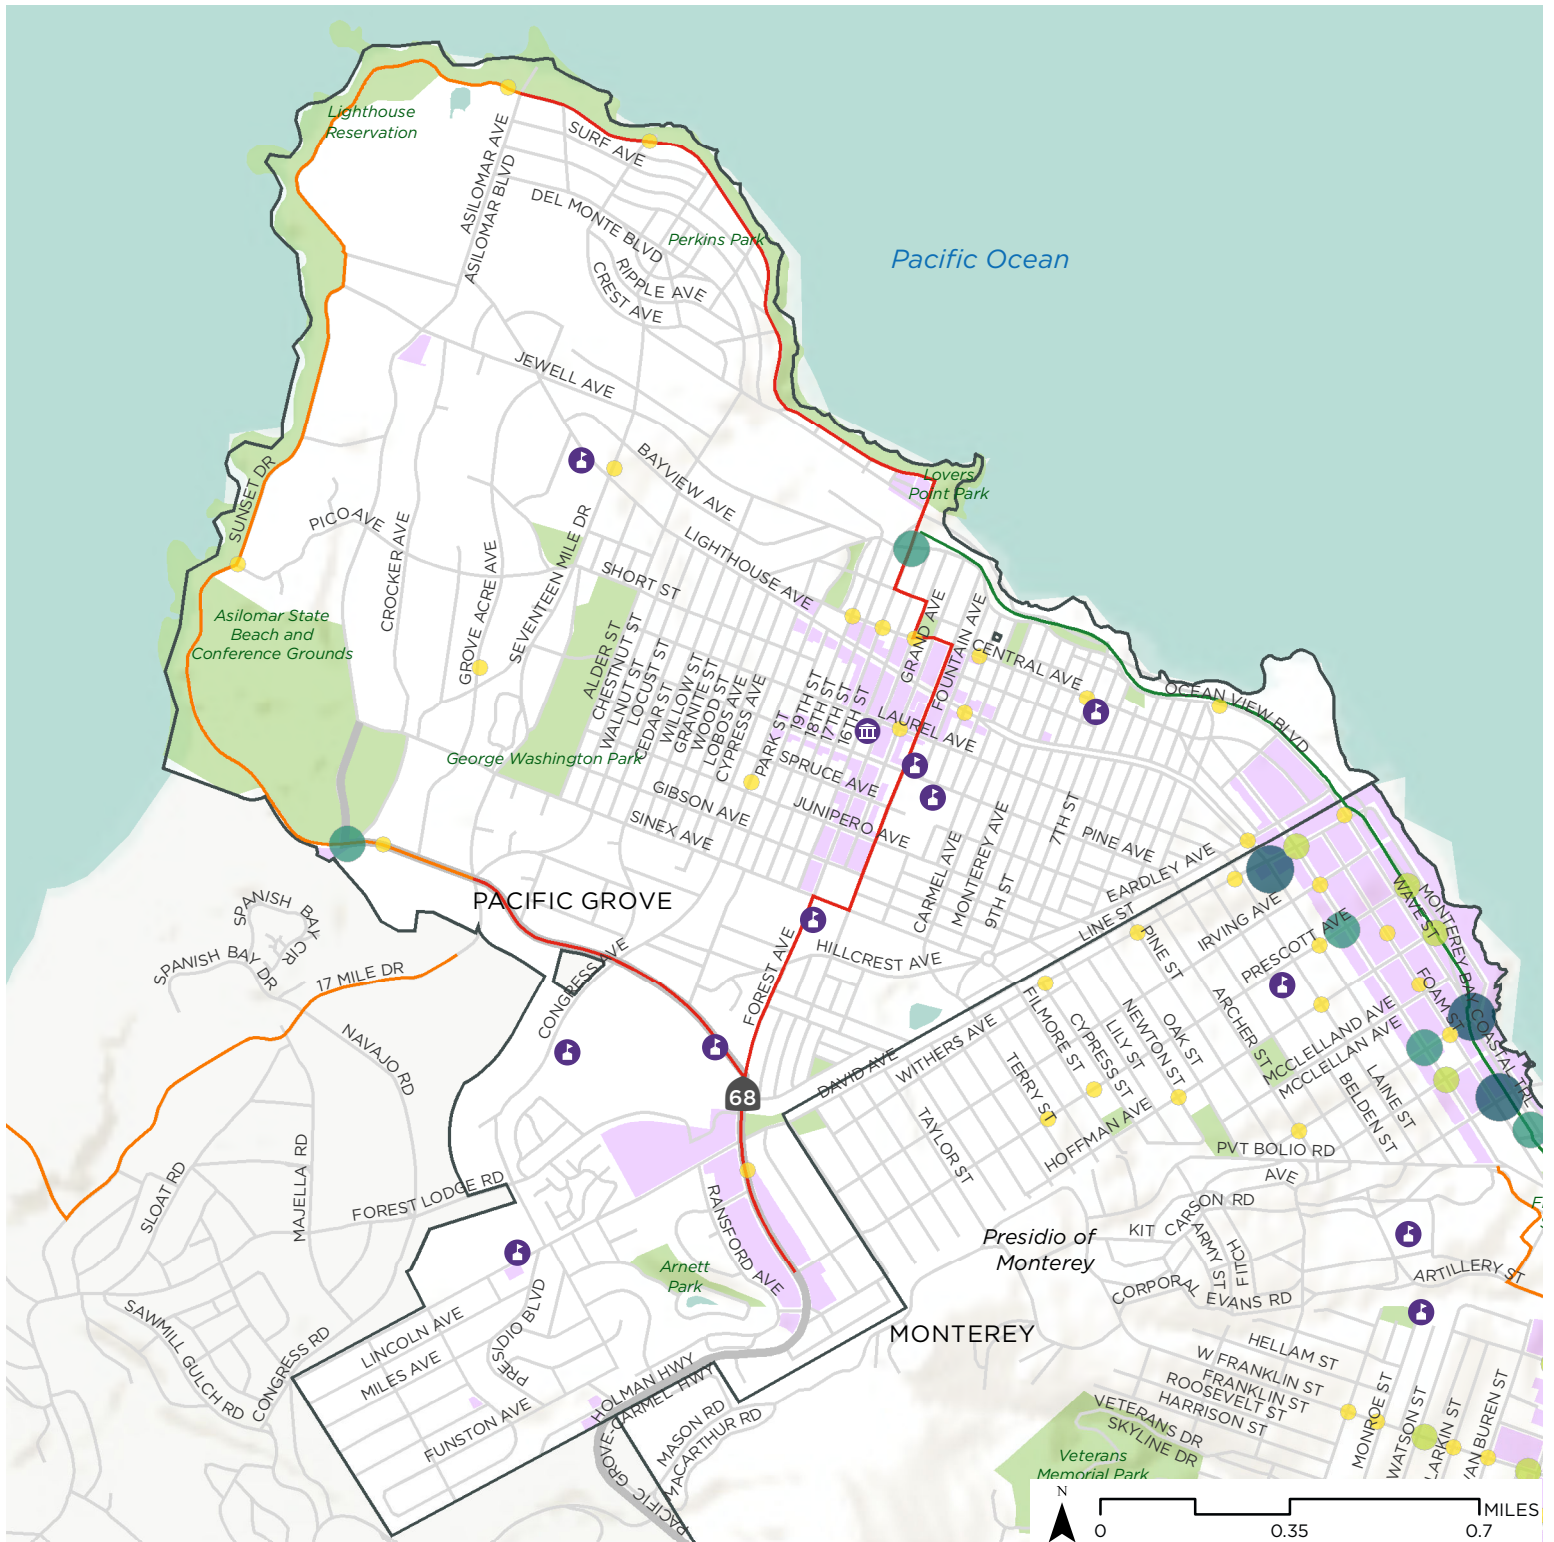 Lighthouse
Reservation
ASILOMAR AVE
ASILOMAR BLVD
SURF AVE
DEL MONTE BLVD
Perkins Park
RIPPLE AVE
CREST AVE
Pacific Ocean
JEWELL AVE
SUNSET DR
PICO AVE
CROCKER AVE
BAYVIEW AVE
Lovers
Point Park
LIGHTHOUSE AVE
SHORT ST
SEVENTEEN MILE DR
GROVE ACRE AVE
Asilomar State
Beach and
Conference Grounds
ALDER ST
CHESTNUT ST
WALNUT ST
LOCUST ST
CEDAR ST
WILLOW ST
GRANITE ST
WOOD ST
LOBOS AVE
CYPRESS AVE
PARK ST
19TH ST
18TH ST
17TH ST
16TH ST
GRAND AVE
FOUNTAIN AVE
CENTRAL AVE
LAUREL AVE
OCEAN VIEW BLVD
George Washington Park
SPRUCE AVE
GIBSON AVE
JUNIPERO AVE
SINEX AVE
7TH ST
PINE AVE
MONTEREY AVE
CARMEL AVE
9TH ST
EARDLEY AVE
LINE ST
PACIFIC GROVE
HILLCREST AVE
FOREST AVE
CONGRESS AVE
SPANISH BAY
CIR
SPANISH BAY DR
17 MILE DR
NAVAJO RD
PINE ST
IRVING AVE
PRESCOTT AVE
WAVE ST
MONTEREY BAY COASTAL TRL
FOAM ST
ARCHER ST
MCCLELLAND AVE
MCCLELLAN AVE
LAINE ST
BELDEN ST
OAK ST
NEWTON ST
LILY ST
CYPRESS ST
FILMORE ST
TERRY ST
WITHERS AVE
DAVID AVE
68
TAYLOR ST
HOFFMAN AVE
PVT BOLIO RD
AVE
KIT CARSON RD
ARMY ST
FITCH
CORPORAL
EVANS RD
ARTILLERY ST
Presidio of
Monterey
MONTEREY
SLOAT RD
MAJELLA RD
FOREST LODGE RD
RANSFORD AVE
Arnett
Park
SAWMILL GULCH RD
CONGRESS RD
LINCOLN AVE
MILES AVE
PRESIDIO BLVD
FUNSTON AVE
HOLMAN HWY
PACIFIC GROVE-CARMEL HWY
PACIFIC
MASON RD
MACARTHUR RD
HELLAM ST
W FRANKLIN ST
FRANKLIN ST
ROOSEVELT ST
HARRISON ST
VETERANS DR
SKYLINE DR
Veterans
Memorial Park
MONROE ST
WATSON ST
LARKIN ST
VAN BUREN ST
N
MILES
0 0.35 0.7